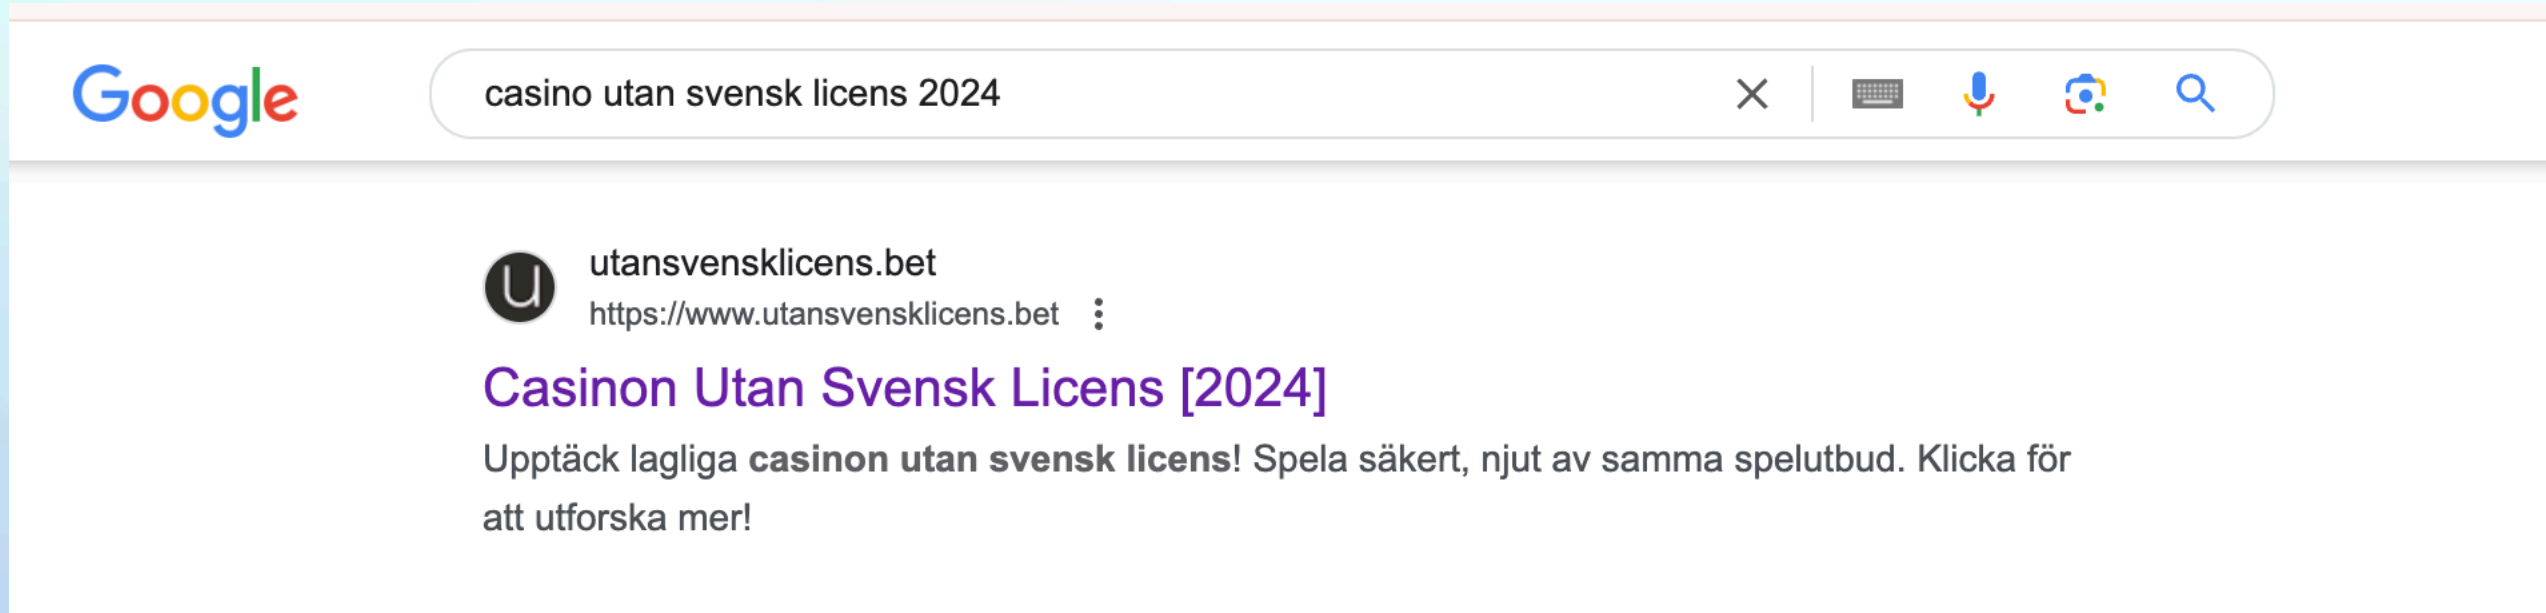 Google
casino utan svensk licens 2024
U
utansvensklicens.bet
https://www.utansvensklicens.bet
Casinon Utan Svensk Licens [2024]
Upptäck lagliga casinon utan svensk licens! Spela säkert, njut av samma spelutbud. Klicka för
att utforska mer!